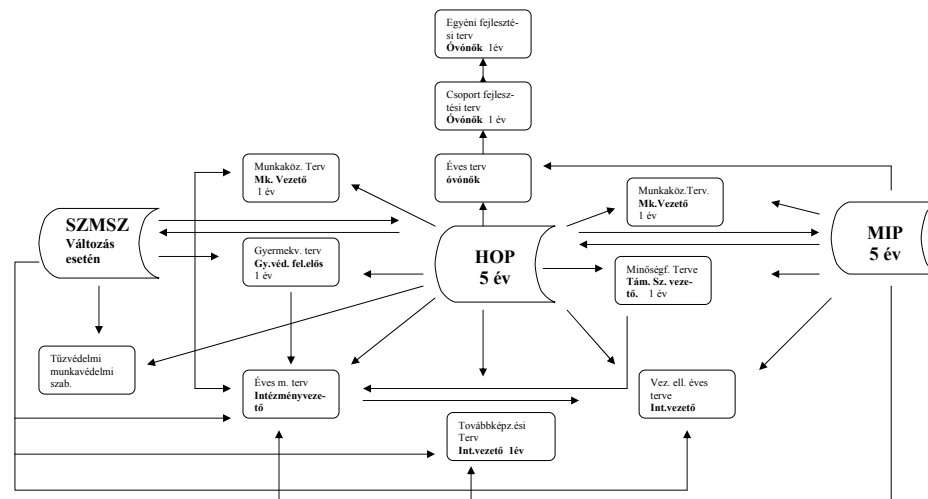 Egyéni fejleszté-
si terv
Óvónők 1év
Csoport fejlesz-
tési terv
Óvónők 1 év
Éves terv
óvónők
Munkaköz. Terv
Mk. Vezető
1 év
Munkaköz.Terv.
Mk.Vezető
1 év
SZMSZ
Változás
esetén
Gyermekv. terv
Gy.véd. fel.elős
1 év
HOP
5 év
Minőségf. Terve
Tám. Sz. veze-
tő. 1 év
MIP
5 év
Tűzvédelmi
munkavédelmi
szab.
Éves m. terv
Intézményveze-
tő
Vez. ell. éves
terve
Int.vezető
Továbbképz.ési
Terv
Int.vezető 1év